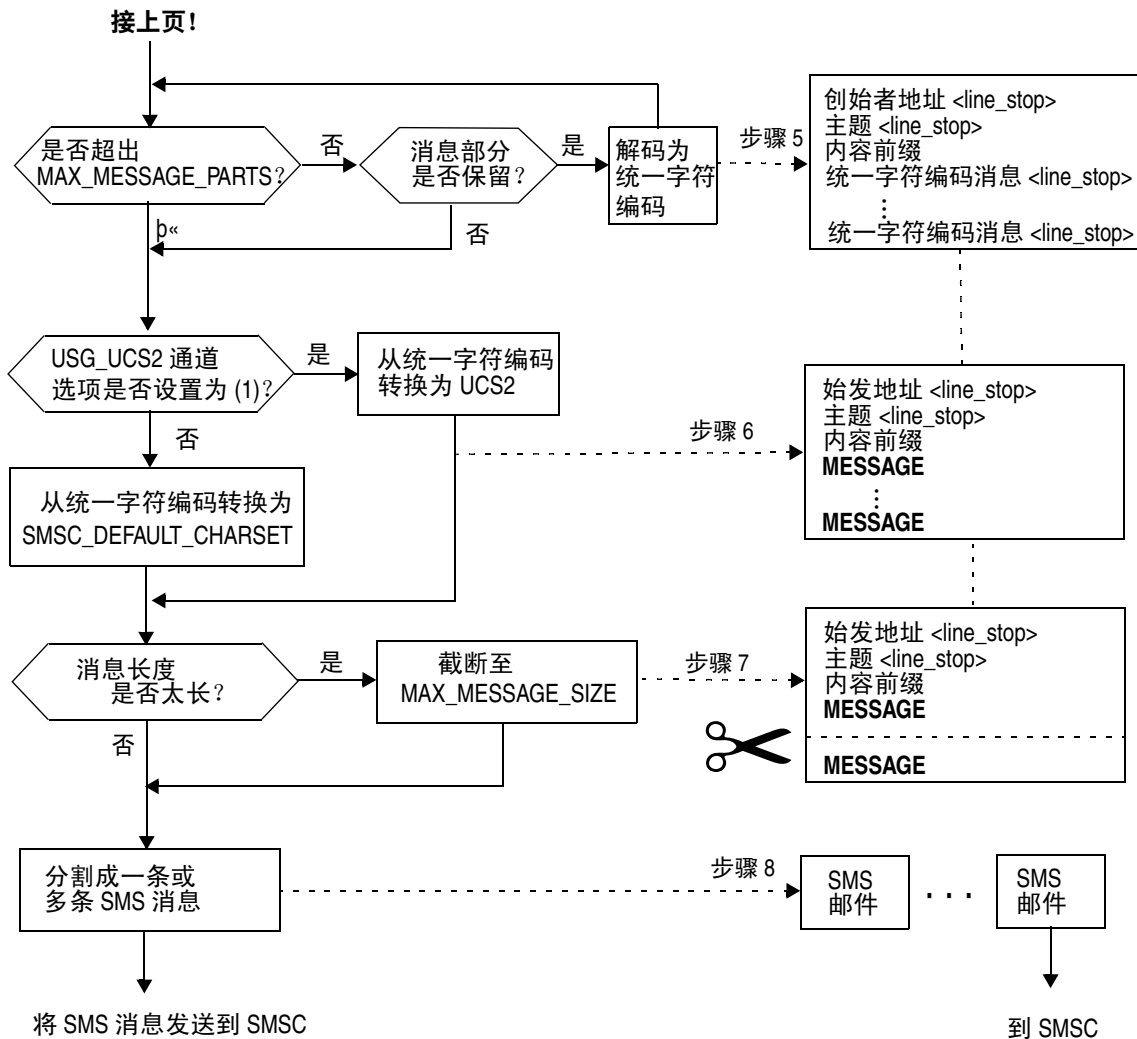 接上页!
是否超出
MAX_MESSAGE_PARTS?
否
消息部分
是否保留?
是
解码为
统一字符
编码
步骤 5
创始者地址 <line_stop>
主题 <line_stop>
内容前缀
统一字符编码消息 <line_stop>
⋮
统一字符编码消息 <line_stop>
þ«
否
USG_UCS2 通道
选项是否设置为 (1)?
是
从统一字符编码
转换为 UCS2
否
步骤 6
始发地址 <line_stop>
主题 <line_stop>
内容前缀
MESSAGE
⋮
MESSAGE
从统一字符编码转换为
SMSC_DEFAULT_CHARSET
消息长度
是否太长?
是
截断至
MAX_MESSAGE_SIZE
步骤 7
始发地址 <line_stop>
主题 <line_stop>
内容前缀
MESSAGE
MESSAGE
否
分割成一条或
多条 SMS 消息
步骤 8
SMS
邮件
. . .
SMS
邮件
将 SMS 消息发送到 SMSC
到 SMSC